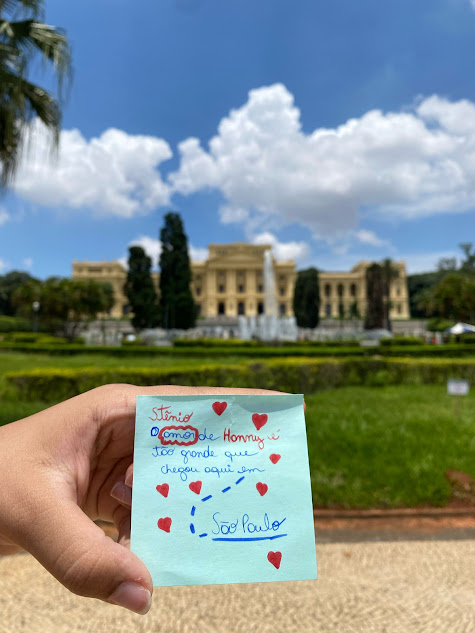 Stênio
O amor de Honny é
tão grande que
chegou aqui em
São Paulo